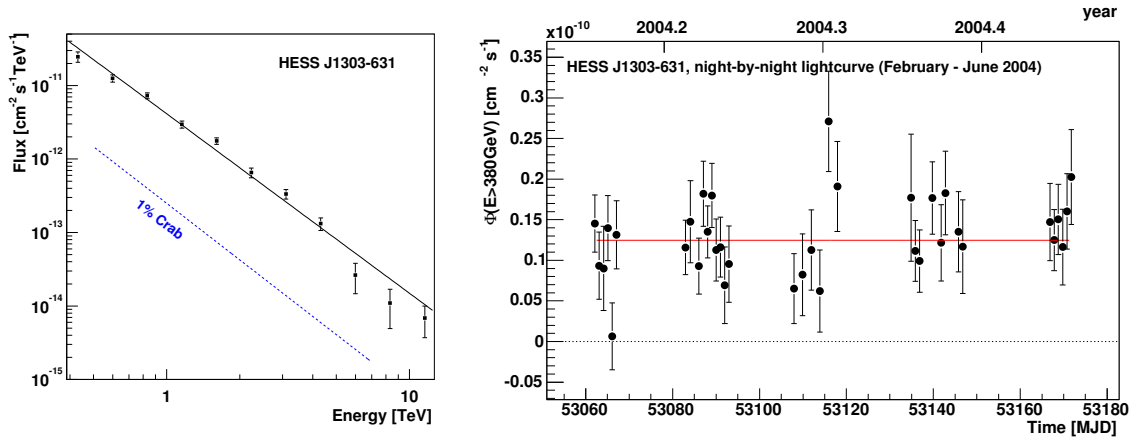 HESS J1303-631
1% Crab
Flux [cm-2 s-1TeV-1]
10-11
10-12
10-13
10-14
10-15
1
10
Energy [TeV]
year
2004.2
2004.3
2004.4
x10-10
HESS J1303-631, night-by-night lightcurve (February - June 2004)
Φ(E>380GeV) [cm-2 s-1]
0.35
0.3
0.25
0.2
0.15
0.1
0.05
0
-0.05
53060
53080
53100
53120
53140
53160
53180
Time [MJD]